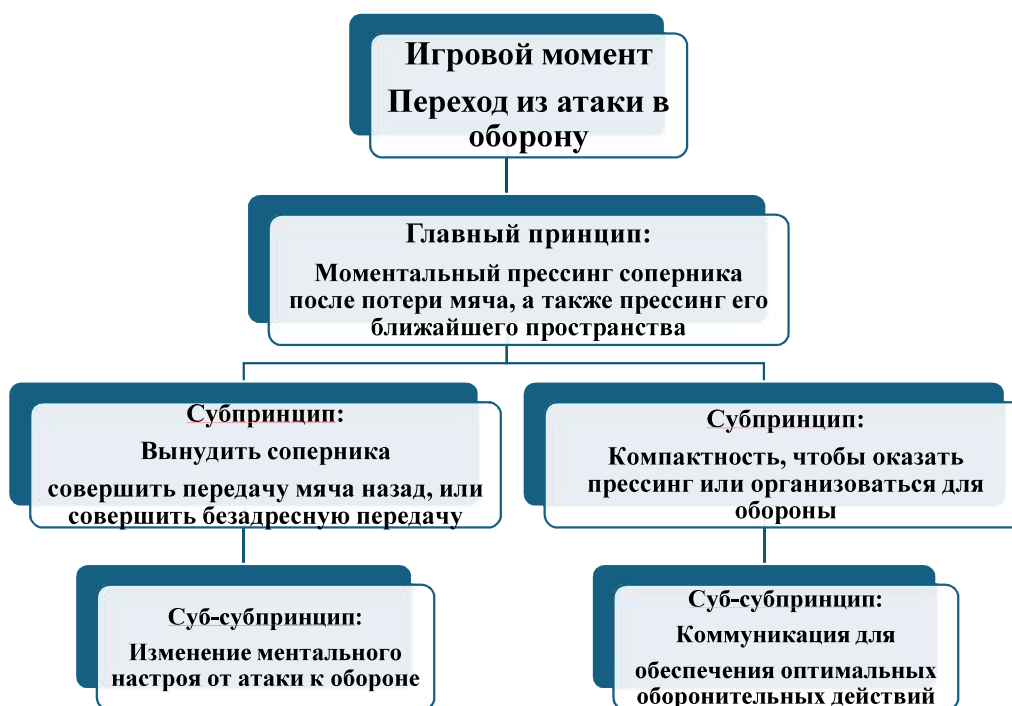 Игровой момент
Переход из атаки в
оборону
Главный принцип:
Моментальный прессинг соперника
после потери мяча, а также прессинг его
ближайшего пространства
Субпринцип:
Вынудить соперника
совершить передачу мяча назад, или
совершить безадресную передачу
Субпринцип:
Компактность, чтобы оказать
прессинг или организоваться для
обороны
Суб-субпринцип:
Изменение ментального
настроя от атаки к обороне
Суб-субпринцип:
Коммуникация для
обеспечения оптимальных
оборонительных действий